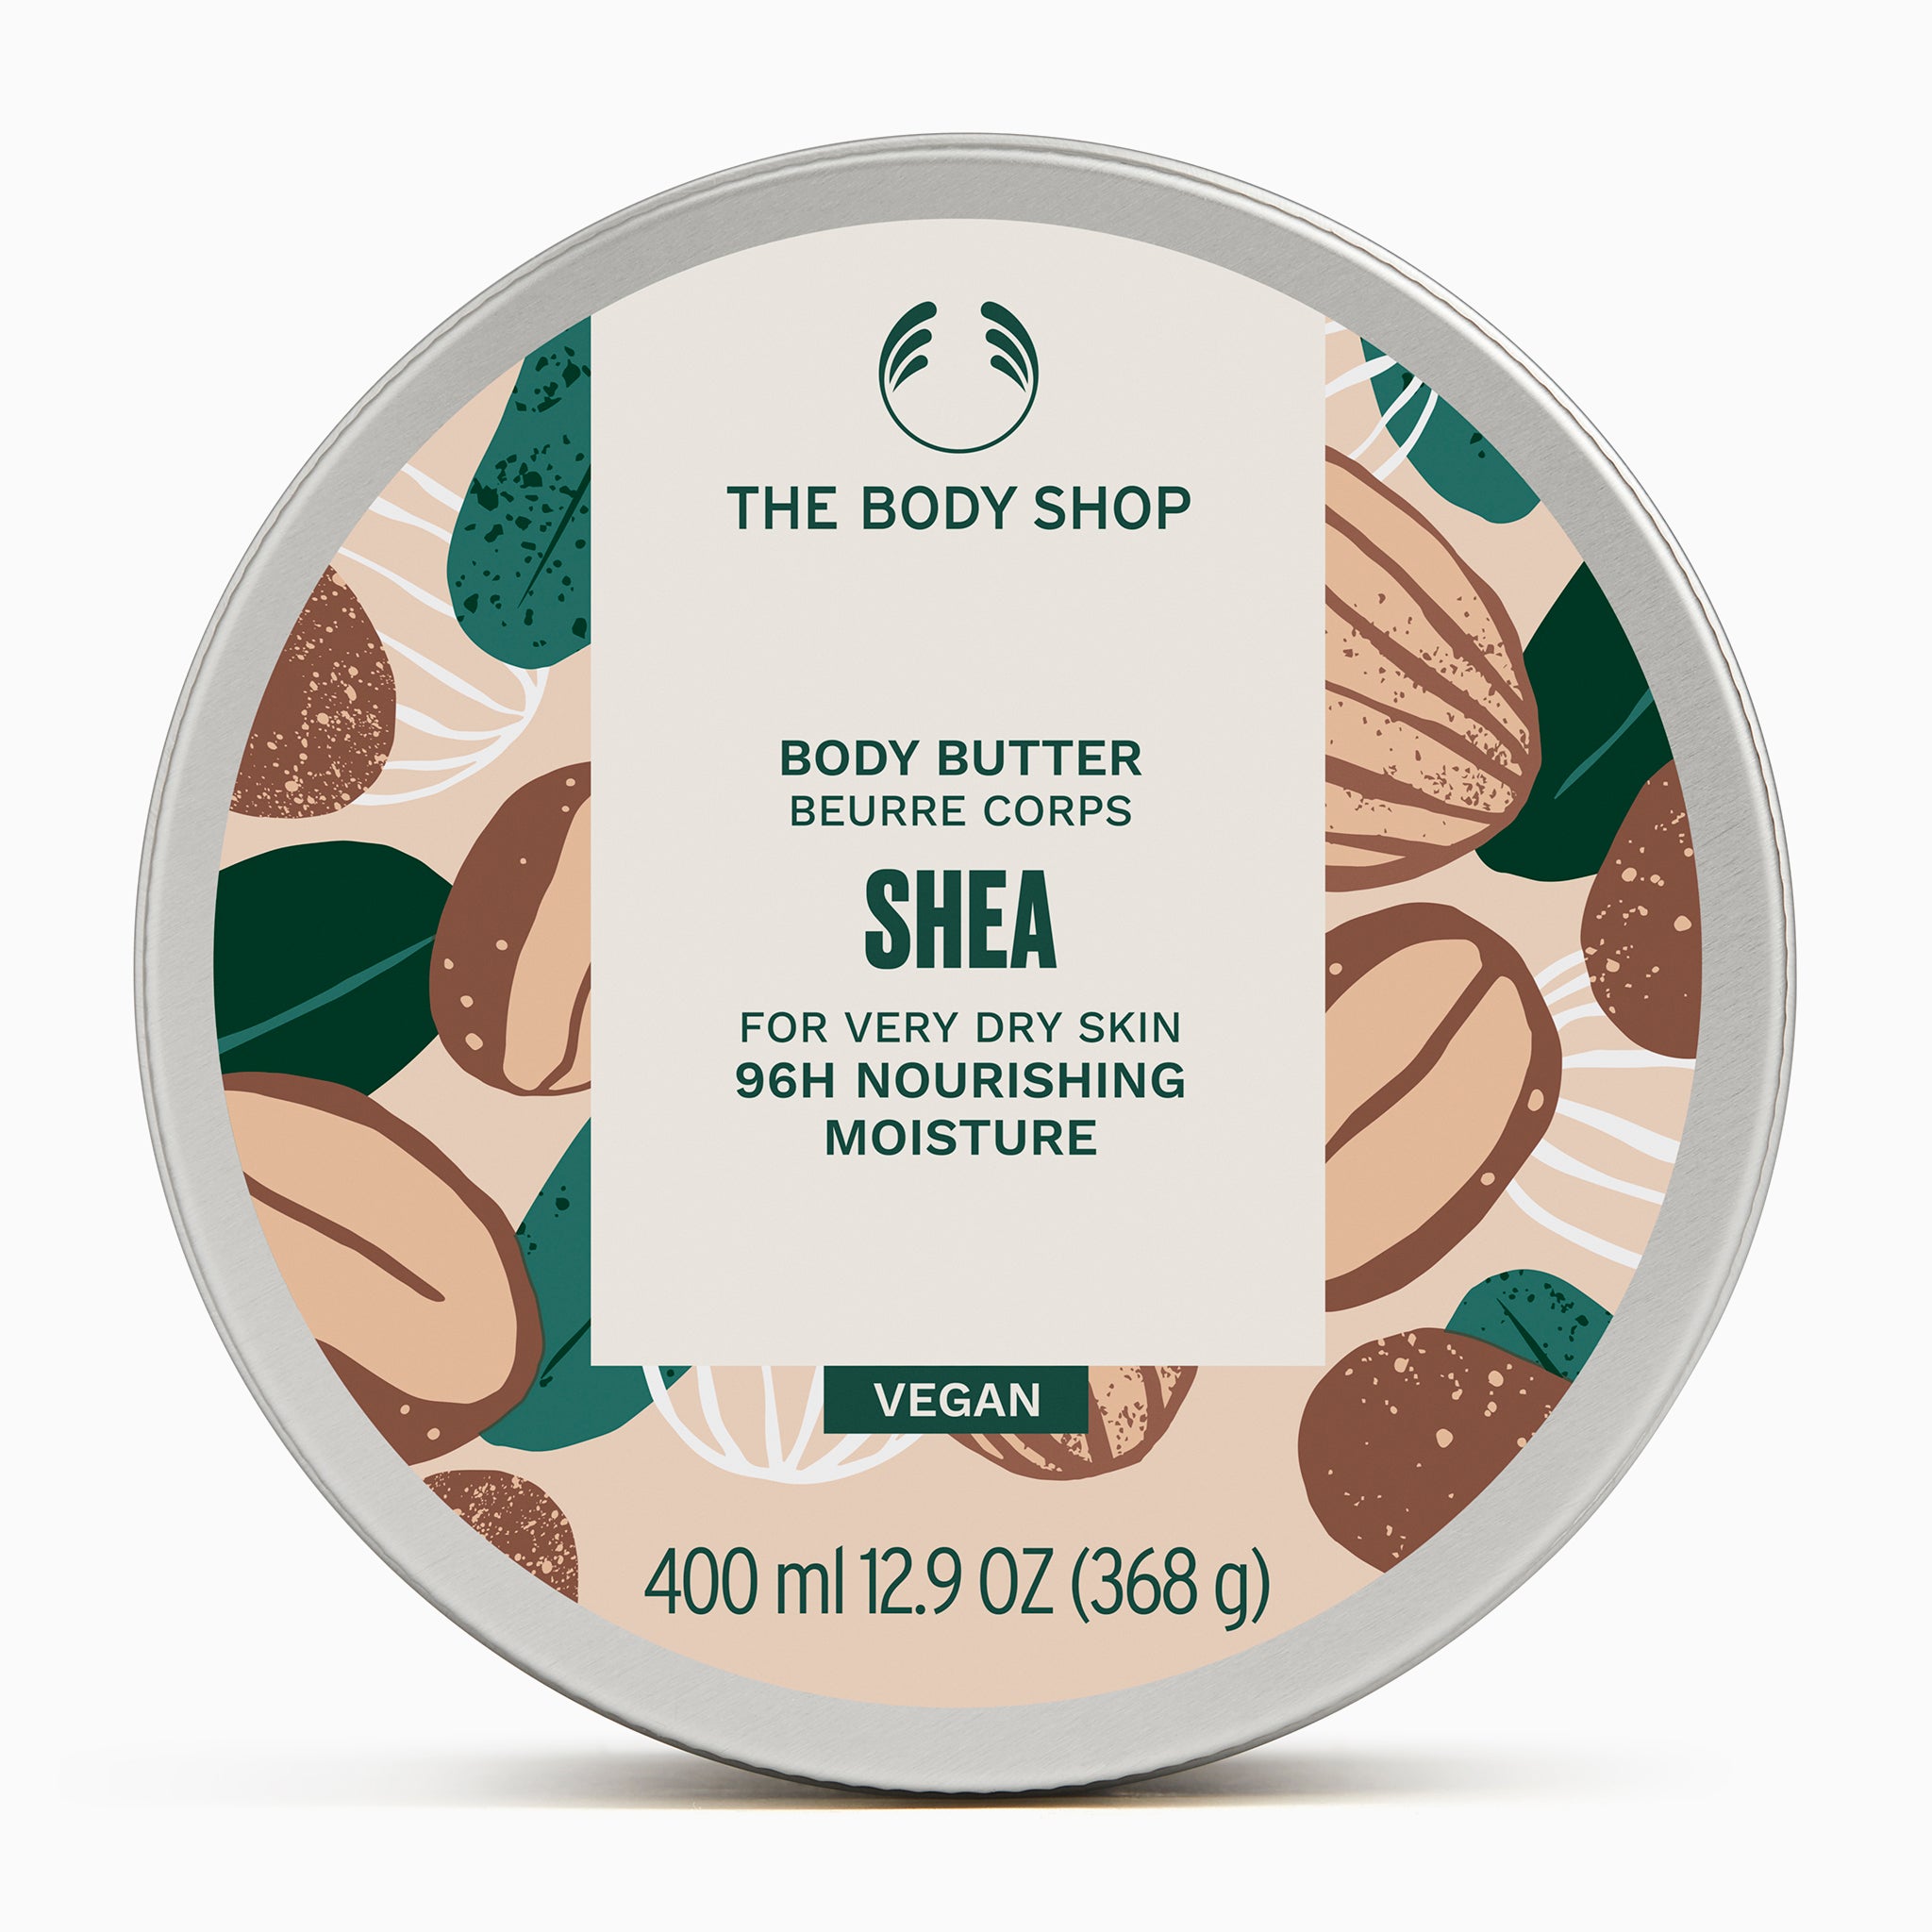 THE BODY SHOP
BODY BUTTER
BEURRE CORPS
SHEA
FOR VERY DRY SKIN
96H NOURISHING
MOISTURE
VEGAN
400 ml 12.9 OZ (368 g)